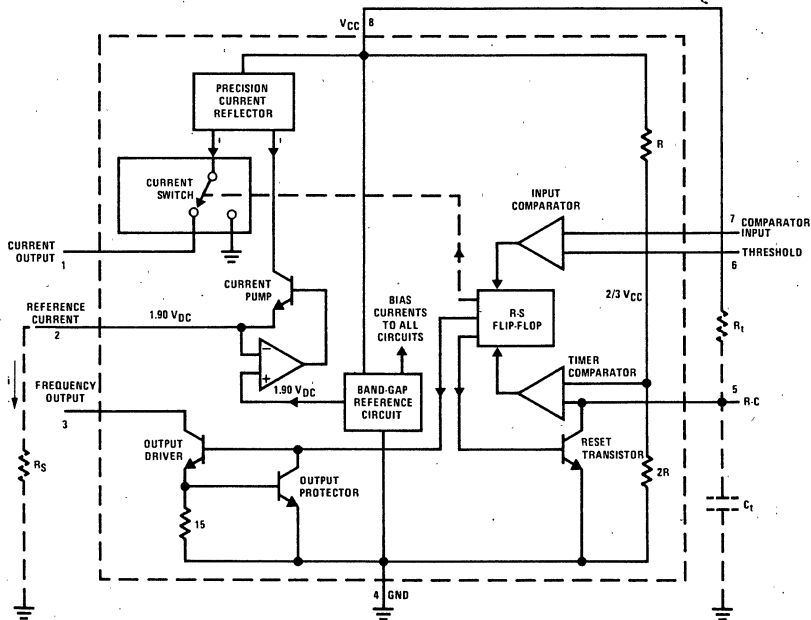 VCC 8
PRECISION
CURRENT
REFLECTOR
i
i
R
CURRENT
SWITCH
INPUT
COMPARATOR
7 COMPARATOR
INPUT
THRESHOLD
6
CURRENT
OUTPUT
1
CURRENT
PUMP
BIAS
CURRENTS
TO ALL
CIRCUITS
R-S
FLIP-FLOP
2/3 VCC
Rt
REFERENCE
CURRENT
2
1.90 VDC
i
−
+
1.90 VDC
BAND-GAP
REFERENCE
CIRCUIT
TIMER
COMPARATOR
5
R-C
FREQUENCY
OUTPUT
3
RS
OUTPUT
DRIVER
OUTPUT
PROTECTOR
RESET
TRANSISTOR
2R
Ct
15
4 GND